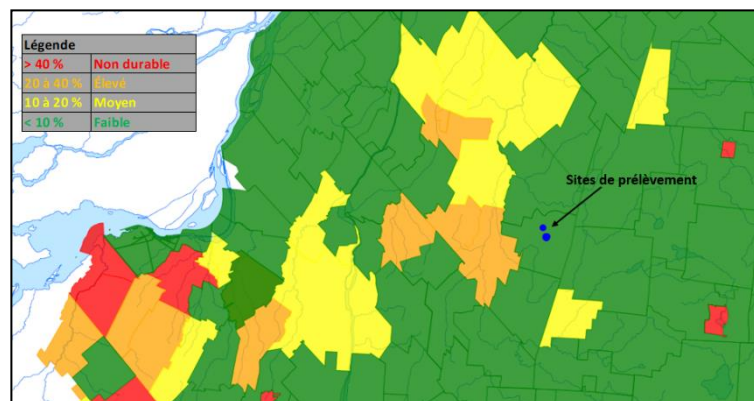 Légende
> 40 % Non durable
20 à 40 % Élevé
10 à 20 % Moyen
< 10 % Faible
Sites de prélèvement